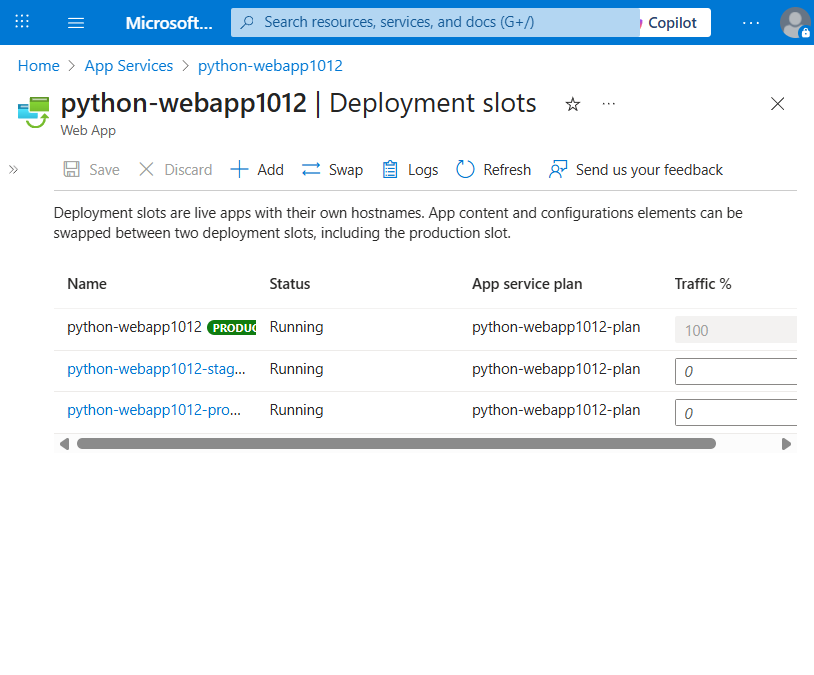 Microsoft...
Search resources, services, and docs (G+/)
Copilot
...
Home > App Services > python-webapp1012
python-webapp1012 | Deployment slots
...
Web App
Save
Discard
Add
Swap
Logs
Refresh
Send us your feedback
Deployment slots are live apps with their own hostnames. App content and configurations elements can be
swapped between two deployment slots, including the production slot.
Name Status App service plan Traffic %
python-webapp1012 PRODUC Running python-webapp1012-plan 100
python-webapp1012-stag... Running python-webapp1012-plan 0
python-webapp1012-pro... Running python-webapp1012-plan 0